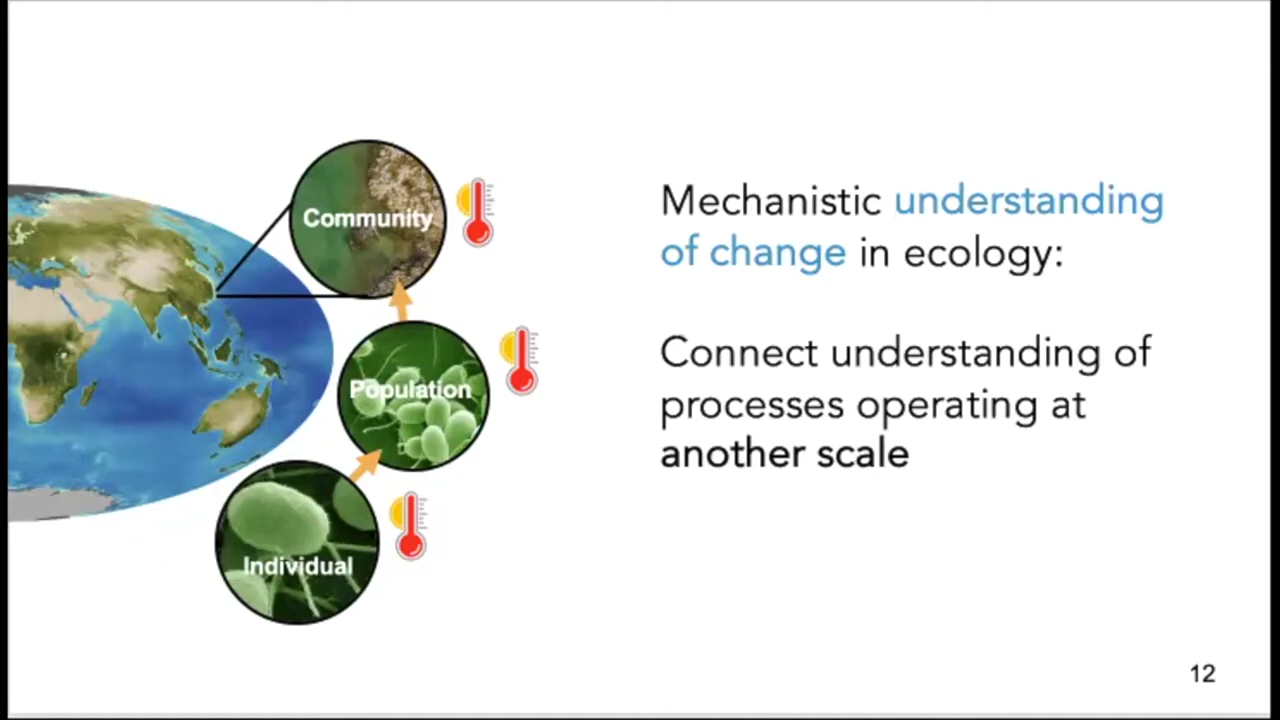 Community
Population
Individual
Mechanistic understanding
of change in ecology:
Connect understanding of
processes operating at
another scale
12